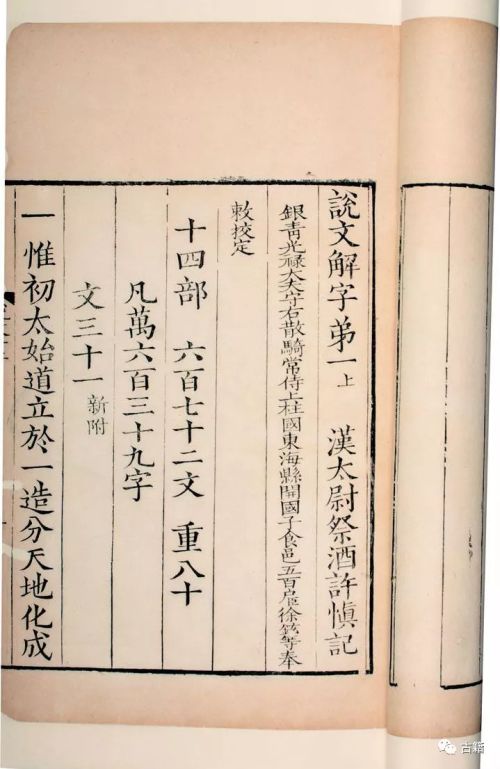 說文解字弟一上 漢太尉祭酒許慎記
銀青光祿大夫守右散騎常侍上柱國東海縣開國子食邑五百戶徐鉉等奉
敕挍定
十四部 六百七十二文 重八十
凡萬六百三十九字
文三十一新附
一惟初太始道立於一造分天地化成
古籍